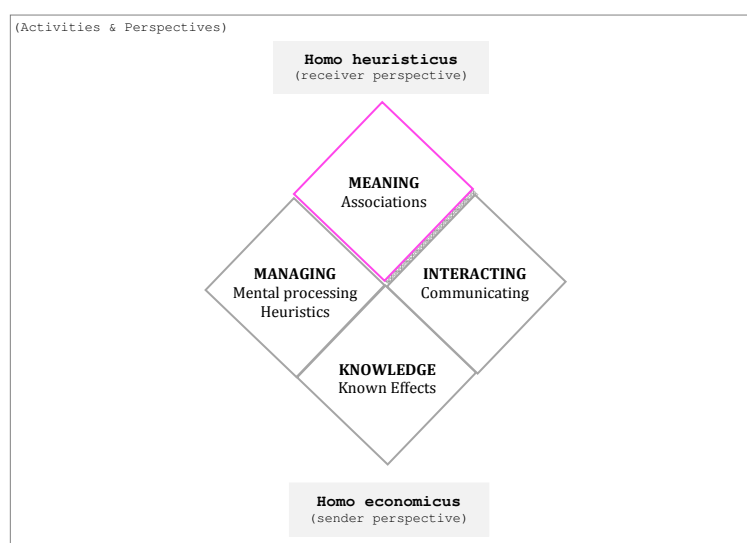 (Activities & Perspectives)
Homo heuristicus
(receiver perspective)
MEANING
Associations
MANAGING
Mental processing
Heuristics
INTERACTING
Communicating
KNOWLEDGE
Known Effects
Homo economicus
(sender perspective)